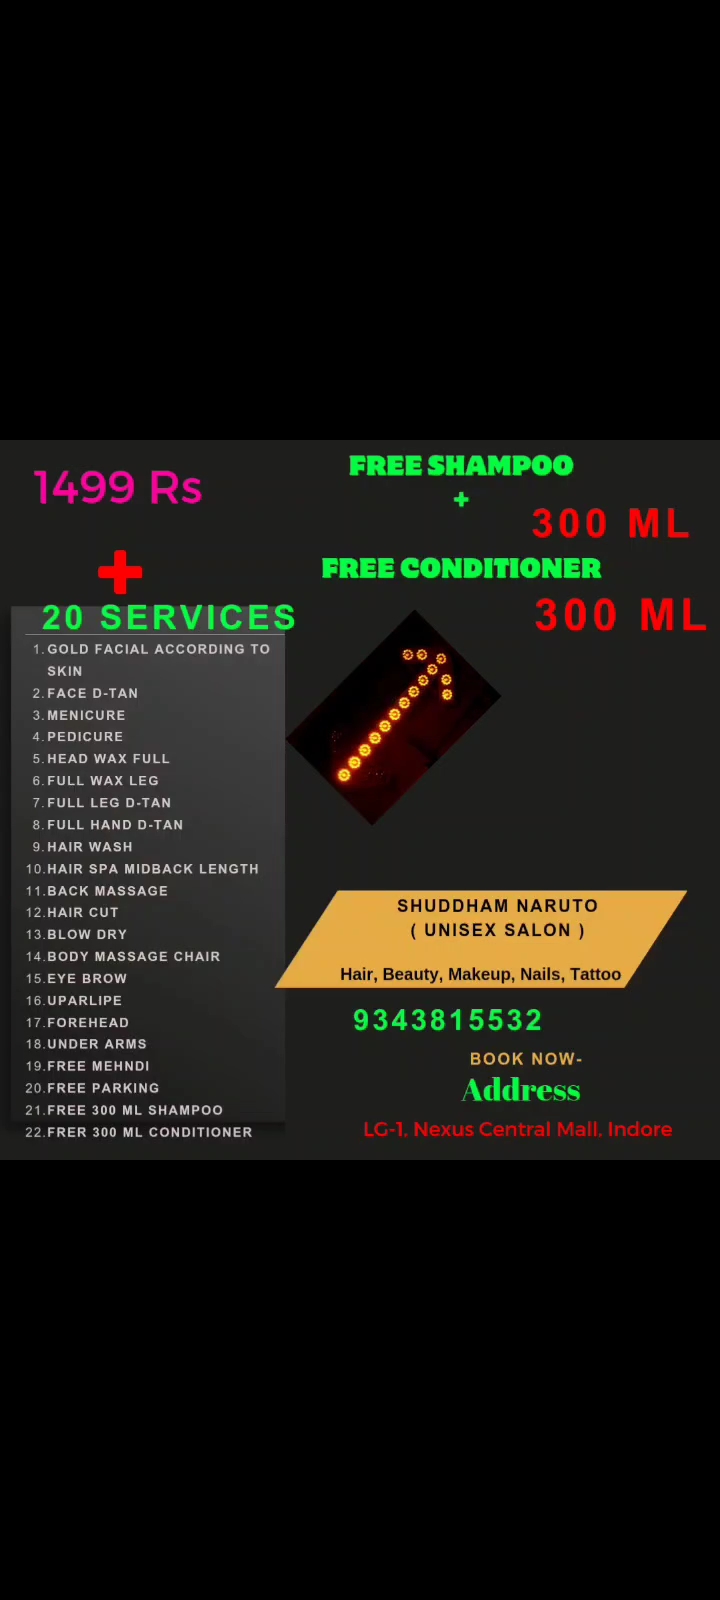 1499 Rs
20 SERVICES
1. GOLD FACIAL ACCORDING TO
SKIN
2. FACE D-TAN
3. MENICURE
4. PEDICURE
5. HEAD WAX FULL
6. FULL WAX LEG
7. FULL LEG D-TAN
8. FULL HAND D-TAN
9. HAIR WASH
10. HAIR SPA MIDBACK LENGTH
11. BACK MASSAGE
12. HAIR CUT
13. BLOW DRY
14. BODY MASSAGE CHAIR
15. EYE BROW
16. UPARLIPE
17. FOREHEAD
18. UNDER ARMS
19. FREE MEHNDI
20. FREE PARKING
21. FREE 300 ML SHAMPOO
22. FRER 300 ML CONDITIONER
FREE SHAMPOO
+
300 ML
FREE CONDITIONER
300 ML
SHUDDHAM NARUTO
( UNISEX SALON )
Hair, Beauty, Makeup, Nails, Tattoo
9343815532
BOOK NOW-
Address
LG-1, Nexus Central Mall, Indore